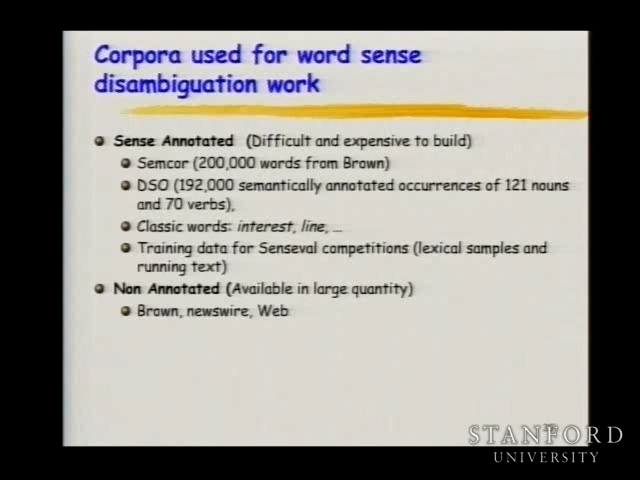 Corpora used for word sense
disambiguation work
Sense Annotated (Difficult and expensive to build)
Semcor (200,000 words from Brown)
DSO (192,000 semantically annotated occurrences of 121 nouns
and 70 verbs),
Classic words: interest, line, …
Training data for Senseval competitions (lexical samples and
running text)
Non Annotated (Available in large quantity)
Brown, newswire, Web
STANFORD
UNIVERSITY